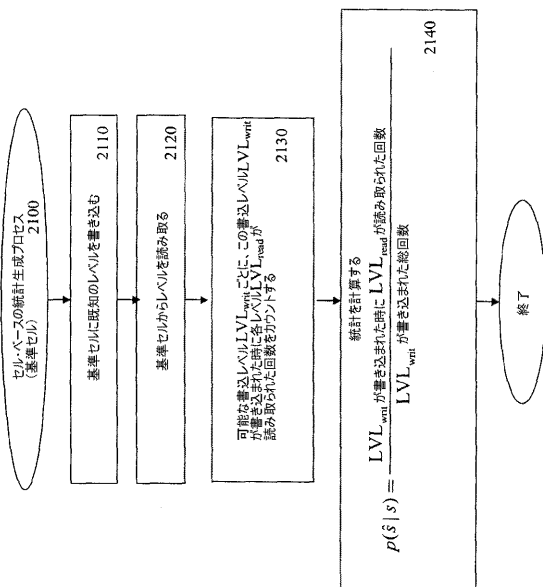 セル・ベースの統計生成プロセス
(基準セル)
2100
基準セルに既知のレベルを書き込む
2110
基準セルからレベルを読み取る
2120
可能な書込レベルLVLwritごとに、この書込レベルLVLwrit
が書き込まれた時に各レベルLVLreadが
読み取られた回数をカウントする
2130
統計を計算する
p(ŝ | s) =
LVLwritが書き込まれた時にLVLreadが読み取られた回数
LVLwritが書き込まれた総回数
2140
終了